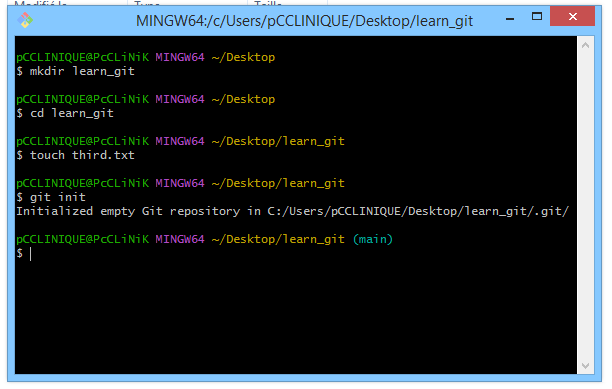 Modifié le Type Taille
MINGW64:/c/Users/pCCLINIQUE/Desktop/learn_git
pCCLINIQUE@PcCLiNiK MINGW64 ~/Desktop
$ mkdir learn_git
pCCLINIQUE@PcCLiNiK MINGW64 ~/Desktop
$ cd learn_git
pCCLINIQUE@PcCLiNiK MINGW64 ~/Desktop/learn_git
$ touch third.txt
pCCLINIQUE@PcCLiNiK MINGW64 ~/Desktop/learn_git
$ git init
Initialized empty Git repository in C:/Users/pCCLINIQUE/Desktop/learn_git/.git/
pCCLINIQUE@PcCLiNiK MINGW64 ~/Desktop/learn_git (main)
$